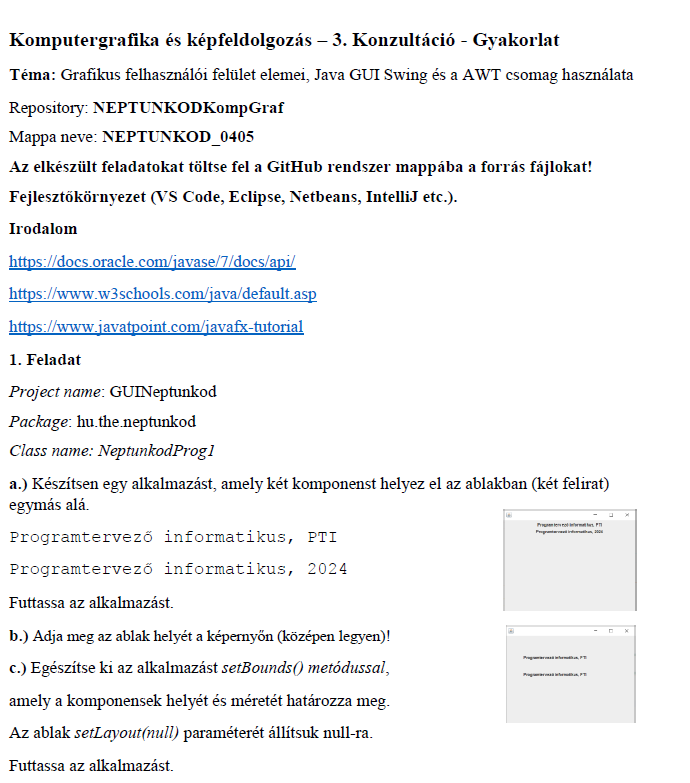 Komputergrafika és képfeldolgozás – 3. Konzultáció - Gyakorlat
Téma: Grafikus felhasználói felület elemei, Java GUI Swing és a AWT csomag használata
Repository: NEPTUNKODKompGraf
Mappa neve: NEPTUNKOD_0405
Az elkészült feladatokat töltse fel a GitHub rendszer mappába a forrás fájlokat!
Fejlesztőkörnyezet (VS Code, Eclipse, Netbeans, IntelliJ etc.).
Irodalom
https://docs.oracle.com/javase/7/docs/api/
https://www.w3schools.com/java/default.asp
https://www.javatpoint.com/javafx-tutorial
1. Feladat
Project name: GUINeptunkod
Package: hu.the.neptunkod
Class name: NeptunkodProg1
a.) Készítsen egy alkalmazást, amely két komponenst helyez el az ablakban (két felirat)
egymás alá.
Programtervező informatikus, PTI
Programtervező informatikus, 2024
Programtervező informatikus, PTI
Programtervező informatikus, 2024
Futtassa az alkalmazást.
b.) Adja meg az ablak helyét a képernyőn (középen legyen)!
c.) Egészítse ki az alkalmazást setBounds() metódussal,
amely a komponensek helyét és méretét határozza meg.
Az ablak setLayout(null) paraméterét állítsuk null-ra.
Futtassa az alkalmazást.
Programtervező informatikus, PTI
Programtervező informatikus, PTI